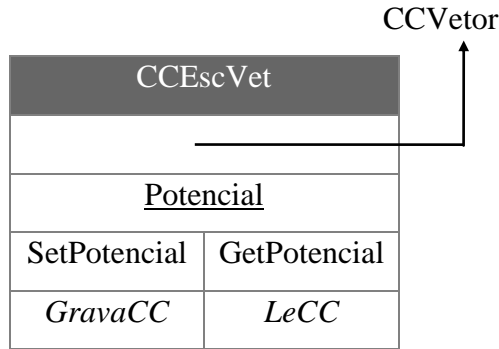 CCVetor
CCEscVet
Potencial
SetPotencial GetPotencial
GravaCC LeCC